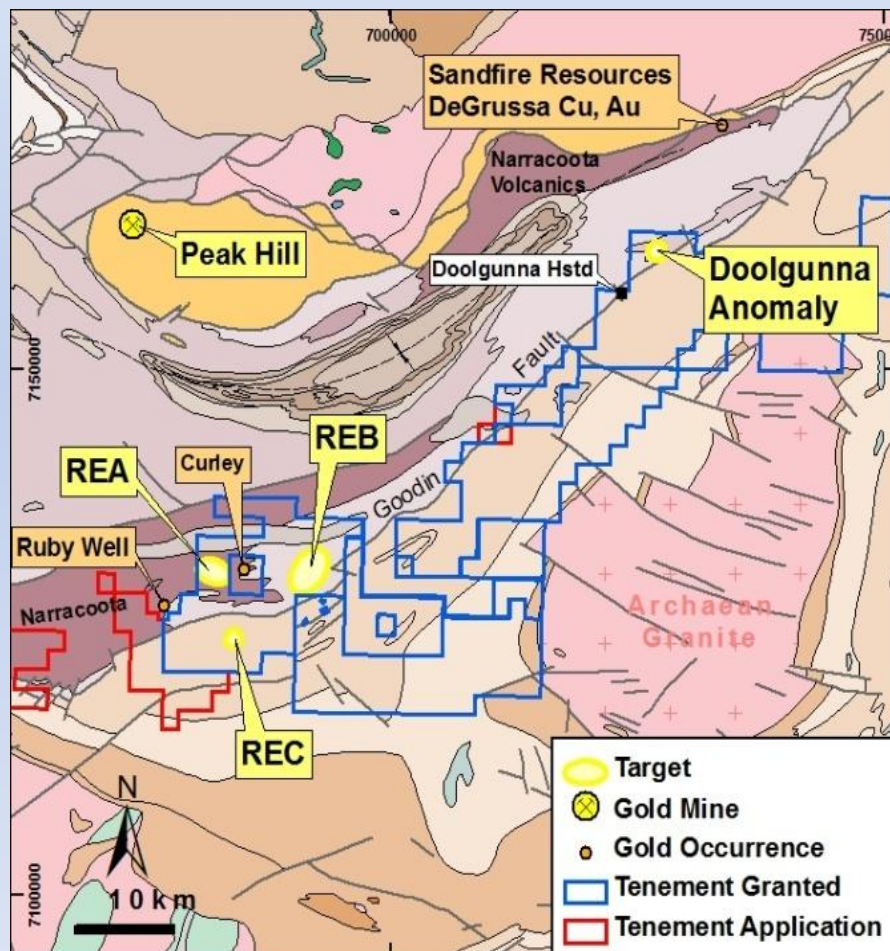 700000
7500
Sandfire Resources
DeGrussa Cu, Au
Narracoota
Volcanics
Peak Hill
Doolgunna Hstd
Doolgunna
Anomaly
7150000
Fault
REB
REA
Curley
Goodin
Ruby Well
Narracoota
Archaean
Granite
REC
Target
Gold Mine
Gold Occurrence
Tenement Granted
Tenement Application
N
10 km
7100000